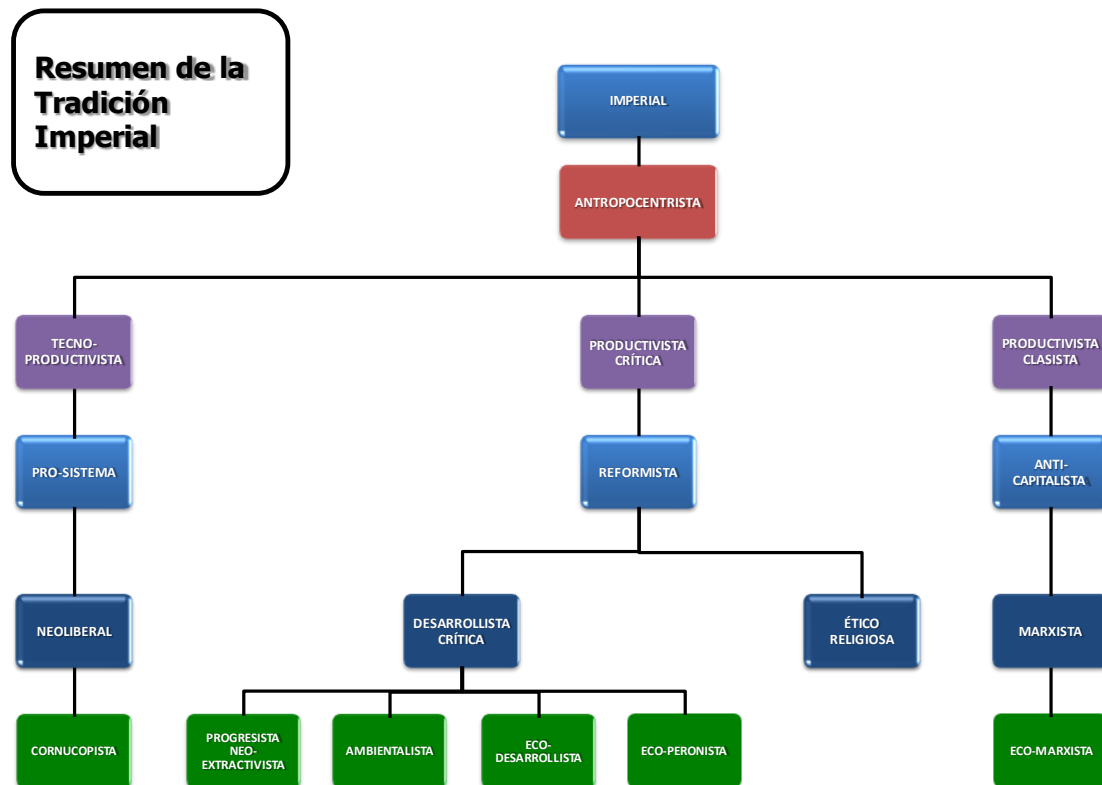 Resumen de la
Tradición
Imperial
IMPERIAL
ANTROPOCENTRISTA
TECNO-
PRODUCTIVISTA
PRODUCTIVISTA
CRÍTICA
PRODUCTIVISTA
CLASISTA
PRO-SISTEMA
REFORMISTA
ANTI-
CAPITALISTA
NEOLIBERAL
DESARROLLISTA
CRÍTICA
ÉTICO
RELIGIOSA
MARXISTA
CORNUCOPISTA
PROGRESISTA
NEO-
EXTRACTIVISTA
AMBIENTALISTA
ECO-
DESARROLLISTA
ECO-PERONISTA
ECO-MARXISTA